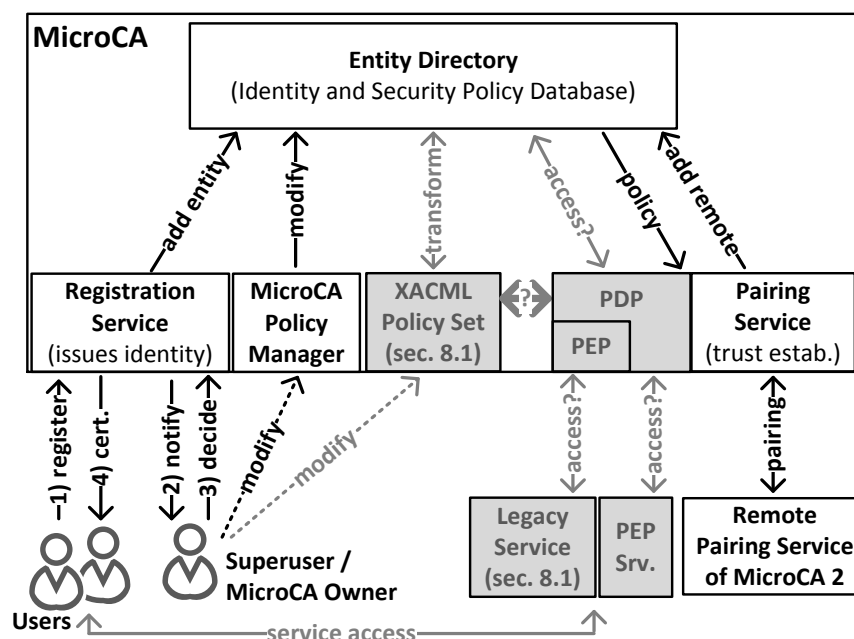 MicroCA
Entity Directory
(Identity and Security Policy Database)
add entity
modify
transform
access?
policy
add remote
Registration
Service
(issues identity)
MicroCA
Policy
Manager
XACML
Policy Set
(sec. 8.1)
?
PDP
PEP
Pairing
Service
(trust estab.)
1) register
4) cert.
2) notify
3) decide
modify
modify
access?
access?
pairing
Users
Superuser /
MicroCA Owner
Legacy
Service
(sec. 8.1)
PEP
Srv.
Remote
Pairing Service
of MicroCA 2
service access